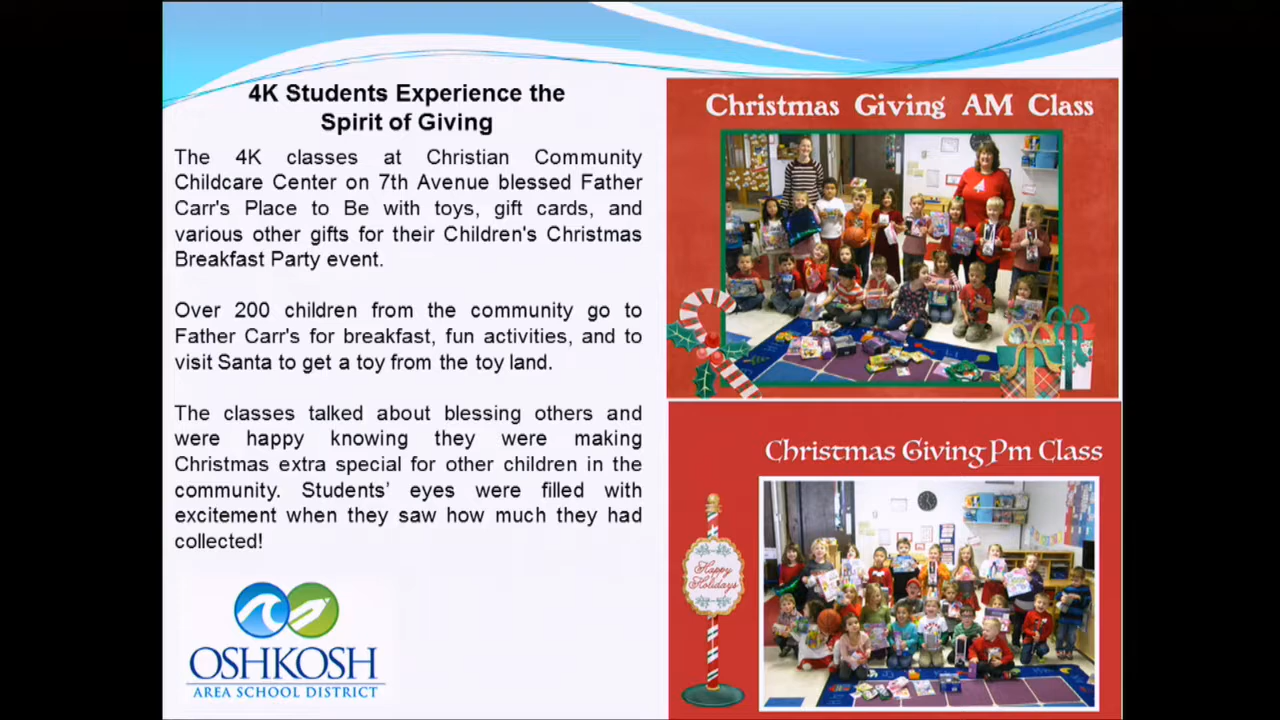 4K Students Experience the
Spirit of Giving
The 4K classes at Christian Community
Childcare Center on 7th Avenue blessed Father
Carr's Place to Be with toys, gift cards, and
various other gifts for their Children's Christmas
Breakfast Party event.
Over 200 children from the community go to
Father Carr's for breakfast, fun activities, and to
visit Santa to get a toy from the toy land.
The classes talked about blessing others and
were happy knowing they were making
Christmas extra special for other children in the
community. Students’ eyes were filled with
excitement when they saw how much they had
collected!
OSHKOSH
AREA SCHOOL DISTRICT
Christmas Giving AM Class
Christmas Giving Pm Class
Happy
Holidays